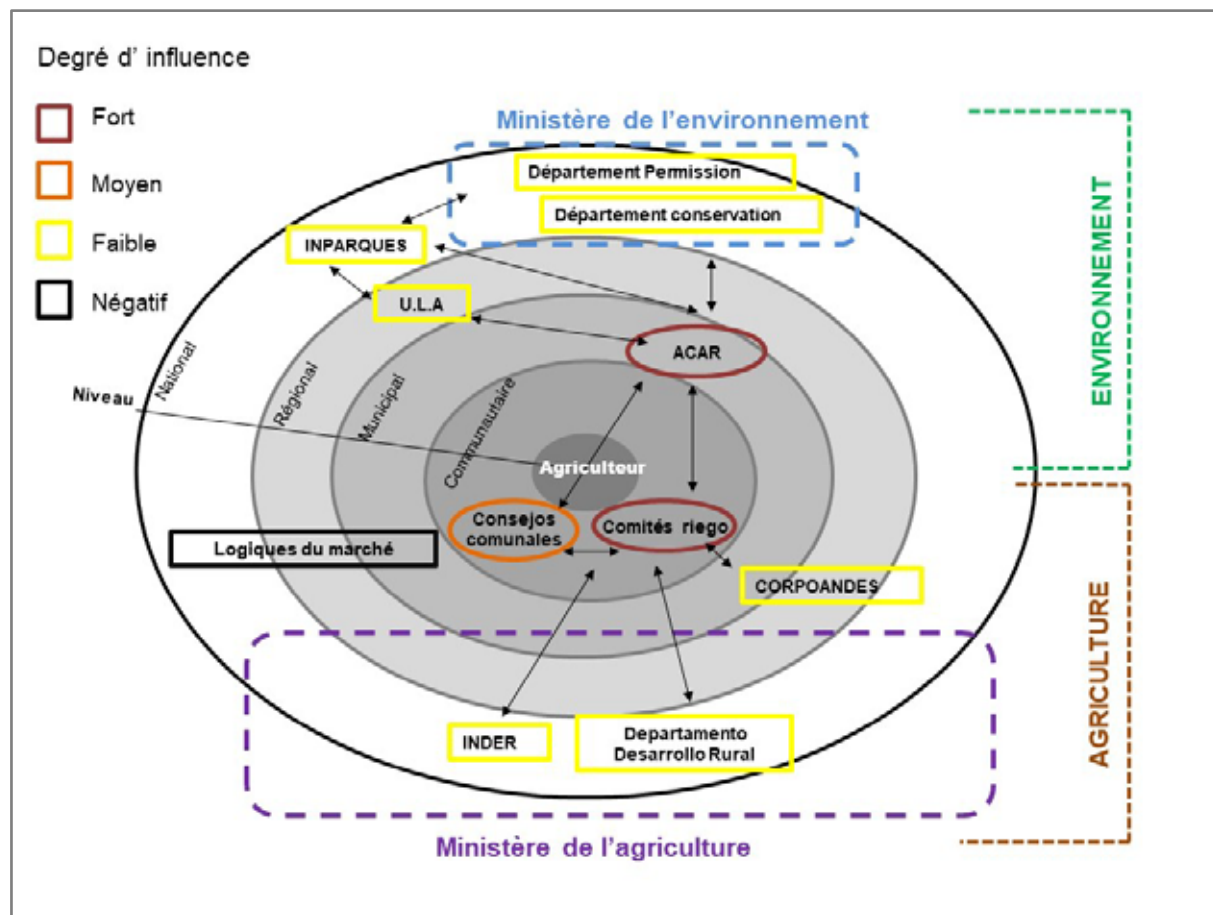 Degré d' influence
Fort
Moyen
Faible
Négatif
Ministère de l'environnement
Département Permission
Département conservation
INPARQUES
U.L.A
ACAR
National
Régional
Municipal
Communautaire
Niveau
Agriculteur
Consejos
comunales
Comités riego
Logiques du marché
CORPOANDES
INDER
Departamento
Desarrollo Rural
Ministère de l'agriculture
ENVIRONNEMENT
AGRICULTURE